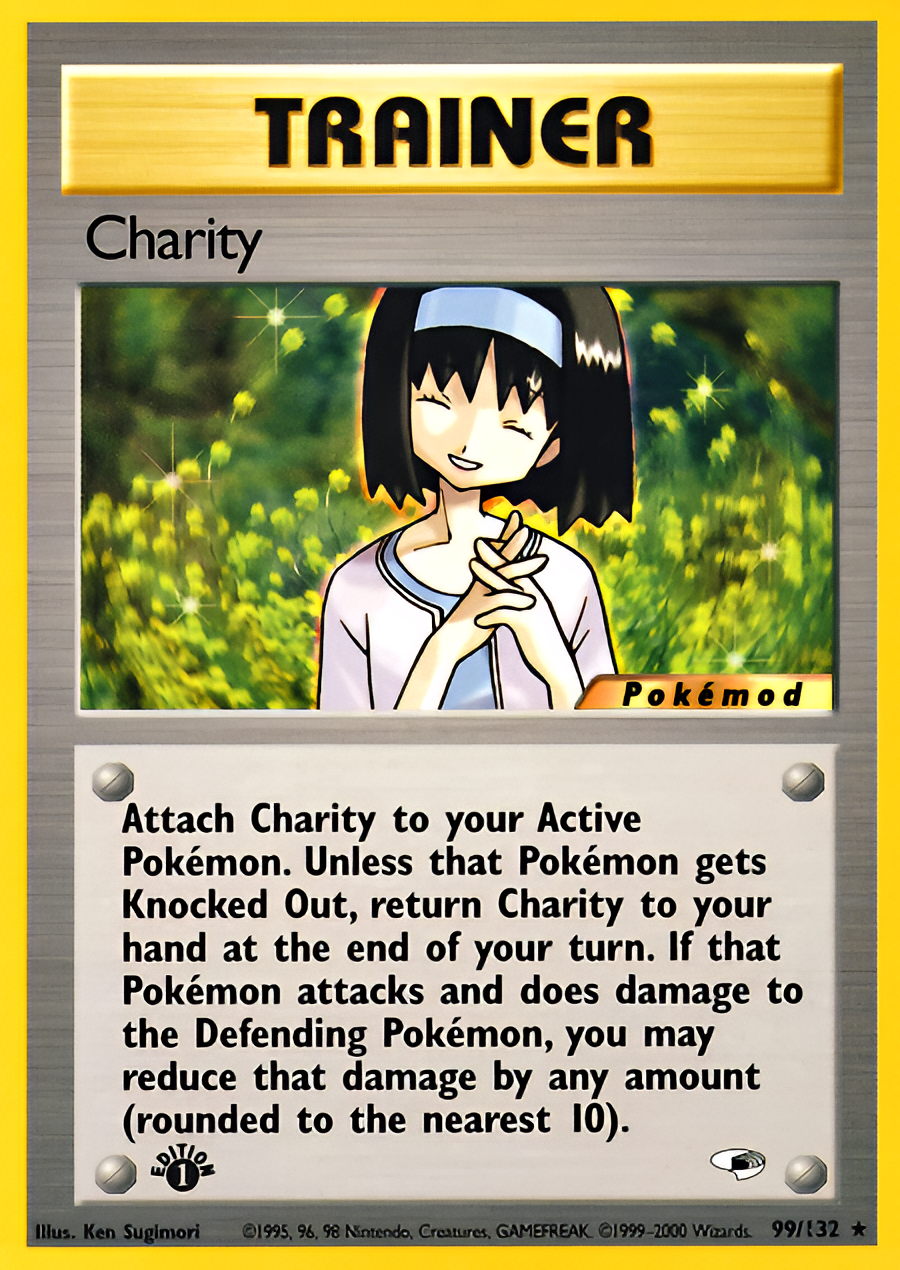 TRAINER
Charity
Pokémod
Attach Charity to your Active
Pokémon. Unless that Pokémon gets
Knocked Out, return Charity to your
hand at the end of your turn. If that
Pokémon attacks and does damage to
the Defending Pokémon, you may
reduce that damage by any amount
(rounded to the nearest 10).
EDITION
1
Illus. Ken Sugimori ©1995, 96, 98 Nintendo, Creatures, GAMEFREAK. ©1999-2000 Wizards. 99/132 ★